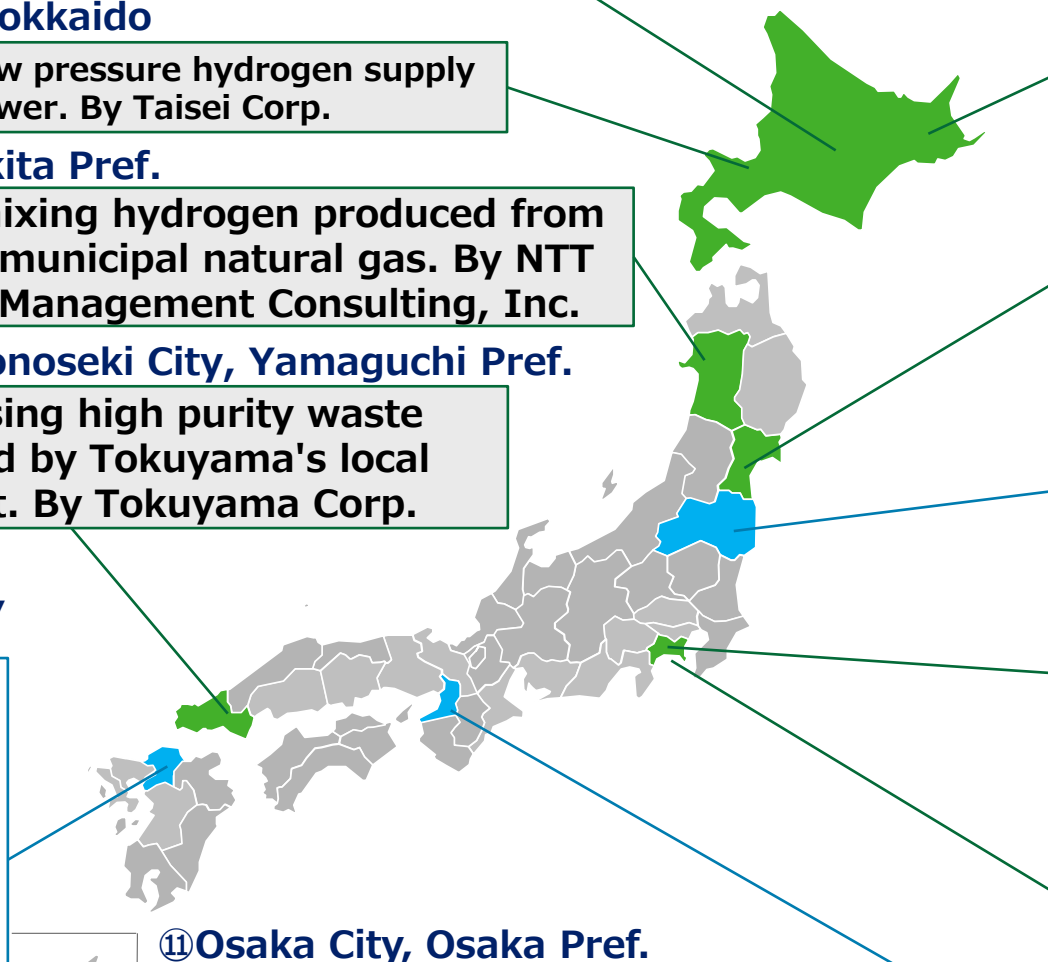 okkaido
w pressure hydrogen supply
wer. By Taisei Corp.
kita Pref.
ixing hydrogen produced from
municipal natural gas. By NTT
Management Consulting, Inc.
onoseki City, Yamaguchi Pref.
sing high purity waste
d by Tokuyama's local
t. By Tokuyama Corp.
y
⑪Osaka City, Osaka Pref.